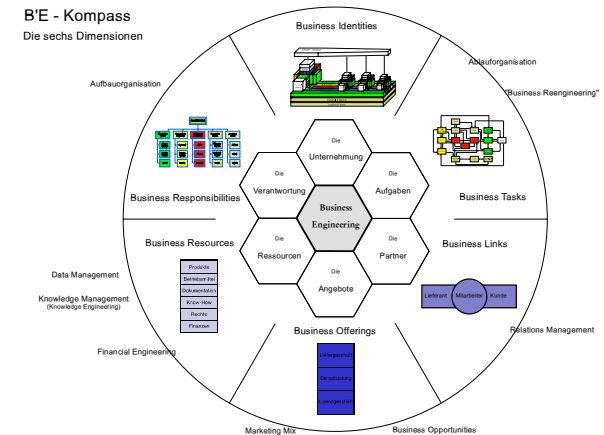 B'E - Kompass
Die sechs Dimensionen
Business Identities
Ablauforganisation
"Business Reengineering"
Aufbauorganisation
Business Responsibilities
Business Tasks
Die
Unternehmung
Die
Verantwortung
Die
Aufgaben
Business
Engineering
Die
Ressourcen
Die
Partner
Die
Angebote
Business Resources
Business Links
Produkte
Betriebsmittel
Dokumentation
Know-How
Rechte
Finanzen
Lieferant
Mitarbeiter
Kunde
Data Management
Knowledge Management
(Knowledge Engineering)
Financial Engineering
Relations Management
Business Offerings
Marketing Mix
Business Opportunities